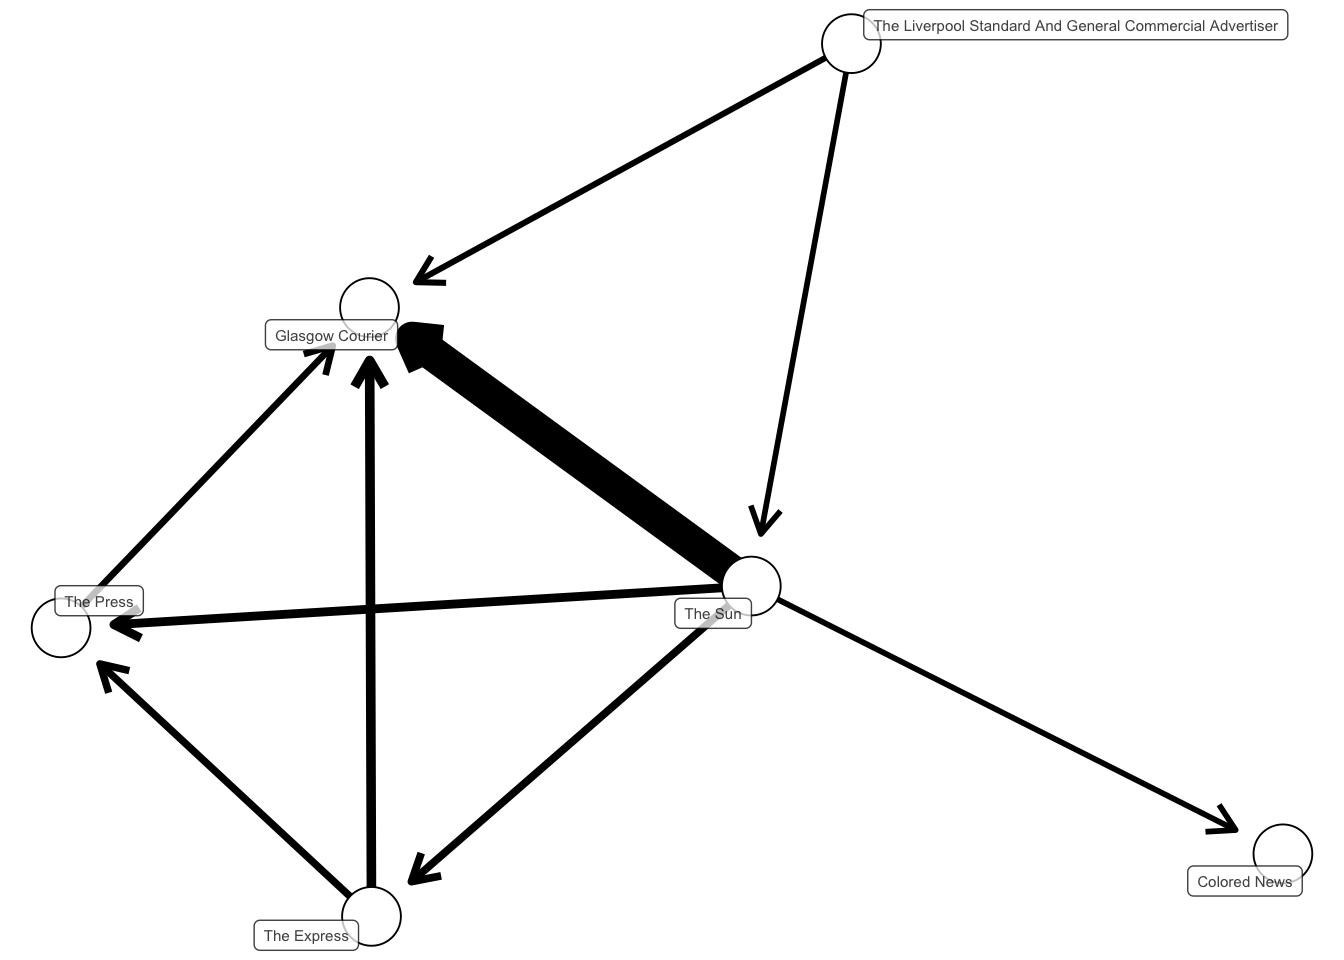 The Liverpool Standard And General Commercial Advertiser
Glasgow Courier
The Press
The Sun
Colored News
The Express